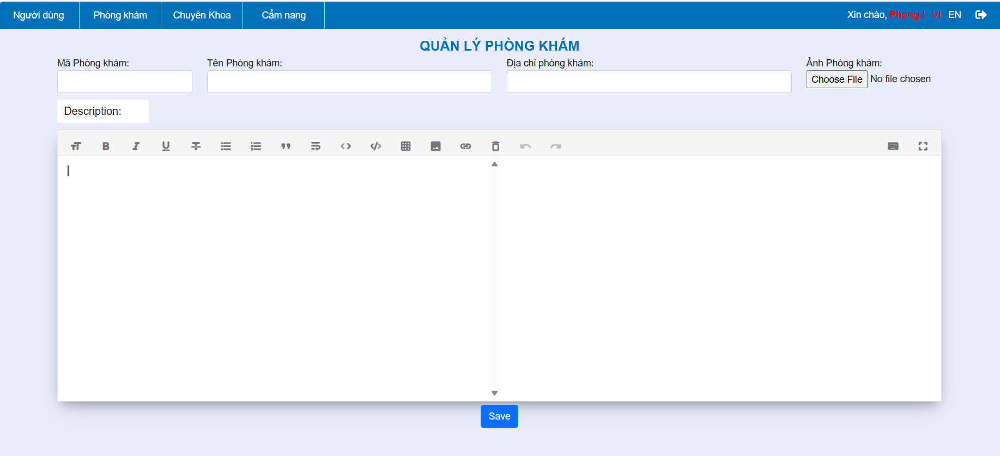 Người dùng Phòng khám Chuyên Khoa Cẩm nang Xin chào, Phong ! VI EN
QUẢN LÝ PHÒNG KHÁM
Mã Phòng khám: Tên Phòng khám: Địa chỉ phòng khám: Ảnh Phòng khám:
Choose File No file chosen
Description:
Save